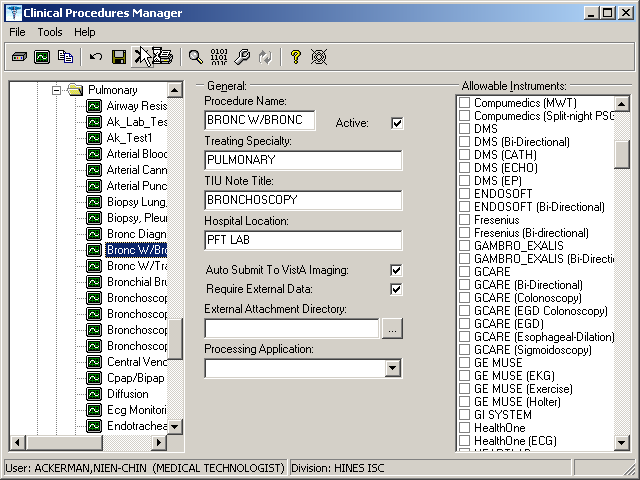 Clinical Procedures Manager
File Tools Help
Pulmonary
Airway Resis
Ak_Lab_Tes
Ak_Test1
Arterial Blood
Arterial Cann
Arterial Punc
Biopsy Lung,
Biopsy, Pleur
Bronc Diagn
Bronc W/Bro
Bronc W/Tra
Bronchial Bru
Bronchoscop
Bronchoscop
Bronchoscop
Bronchoscop
Central Veno
Cpap/Bipap
Diffusion
Ecg Monitori
Endotrachea
General:
Procedure Name:
BRONC W/BRONC
Active:
Treating Specialty:
PULMONARY
TIU Note Title:
BRONCHOSCOPY
Hospital Location:
PFT LAB
Auto Submit To VistA Imaging:
Require External Data:
External Attachment Directory:
...
Processing Application:
Allowable Instruments:
Compumedics (MWT)
Compumedics (Split-night PSG
DMS
DMS (Bi-Directional)
DMS (CATH)
DMS (ECHO)
DMS (EP)
ENDOSOFT
ENDOSOFT (Bi-Directional)
Fresenius
Fresenius (bi-directional)
GAMBRO_EXALIS
GAMBRO_EXALIS (Bi-Direction
GCARE
GCARE (Bi-Directional)
GCARE (Colonoscopy)
GCARE (EGD Colonoscopy)
GCARE (EGD)
GCARE (Esophageal-Dilation)
GCARE (Sigmoidoscopy)
GE MUSE
GE MUSE (EKG)
GE MUSE (Exercise)
GE MUSE (Holter)
GI SYSTEM
HealthOne
HealthOne (ECG)
User: ACKERMAN,NIEN-CHIN (MEDICAL TECHNOLOGIST)
Division: HINES ISC